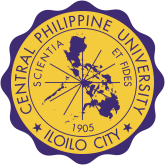 CENTRAL PHILIPPINE UNIVERSITY
SCIENTIA ET FIDES
1905
ILOILO CITY